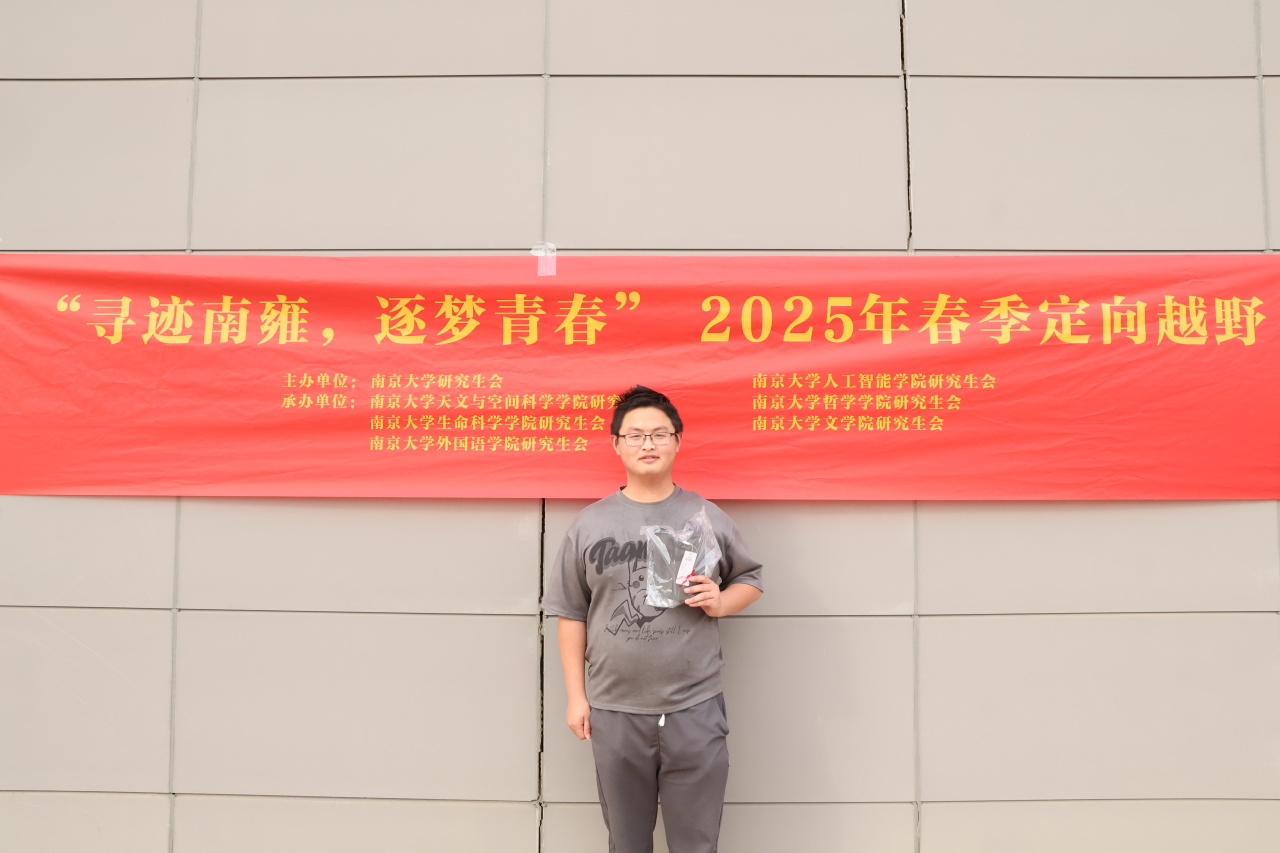 “寻迹南雍，逐梦青春” 2025年春季定向越野
主办单位：南京大学研究生会
承办单位：南京大学天文与空间科学学院研究
南京大学生命科学学院研究生会
南京大学外国语学院研究生会
南京大学人工智能学院研究生会
南京大学哲学学院研究生会
南京大学文学院研究生会